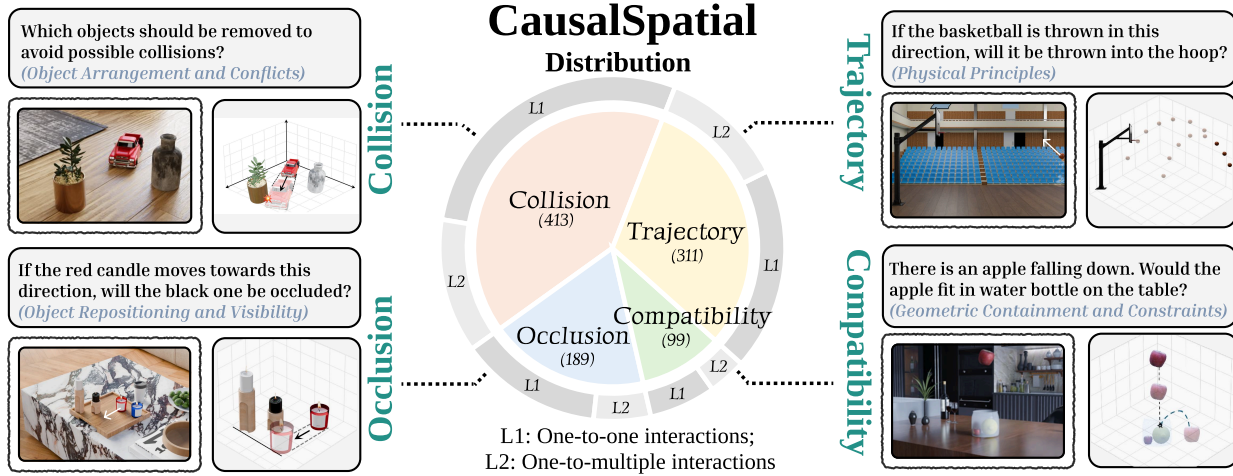 CausalSpatial
Distribution
Which objects should be removed to
avoid possible collisions?
(Object Arrangement and Conflicts)
Collision
If the red candle moves towards this
direction, will the black one be occluded?
(Object Repositioning and Visibility)
Occlusion
L1
L2
L1
L2
L1
L2
L1
L2
Collision
(413)
Trajectory
(311)
Compatibility
(99)
Occlusion
(189)
L1: One-to-one interactions;
L2: One-to-multiple interactions
Trajectory
If the basketball is thrown in this
direction, will it be thrown into the hoop?
(Physical Principles)
Compatibility
There is an apple falling down. Would the
apple fit in water bottle on the table?
(Geometric Containment and Constraints)